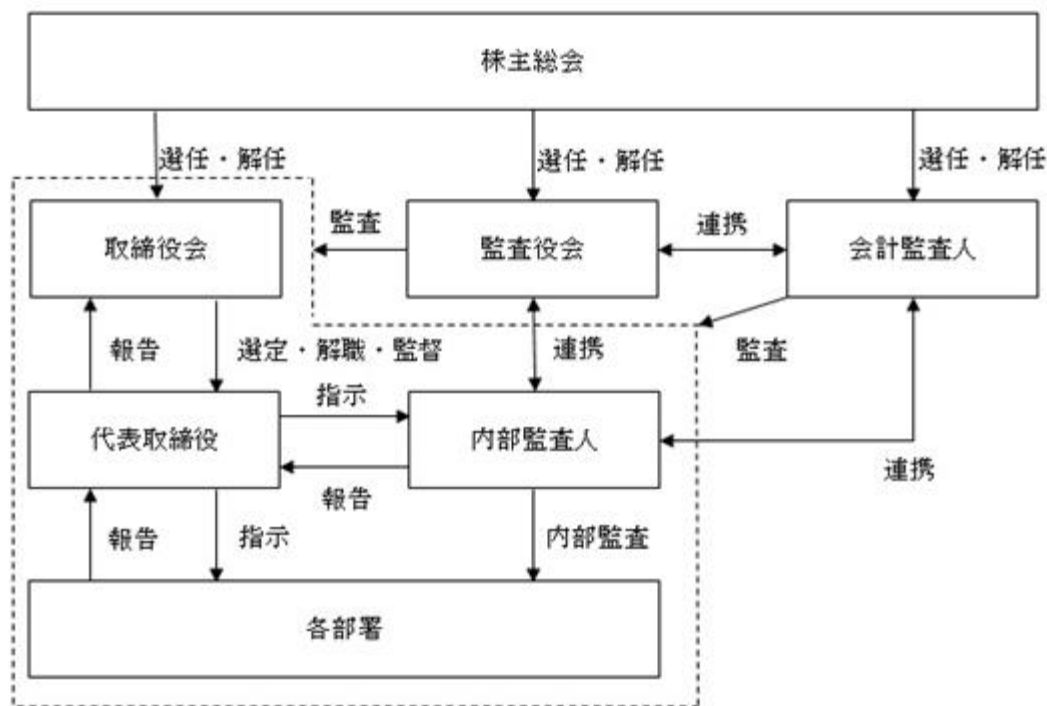 株主総会
選任・解任
選任・解任
選任・解任
取締役会
監査
監査役会
連携
会計監査人
報告
選定・解職・監督
連携
監査
指示
代表取締役
内部監査人
報告
連携
報告
指示
内部監査
各部署